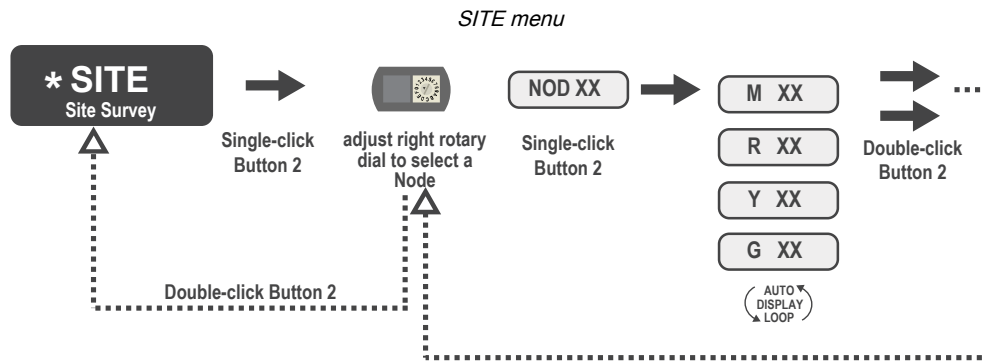 SITE menu
* SITE
Site Survey
Single-click
Button 2
adjust right rotary
dial to select a
Node
NOD XX
Single-click
Button 2
M XX
R XX
Y XX
G XX
AUTO
DISPLAY
LOOP
Double-click
Button 2
Double-click Button 2